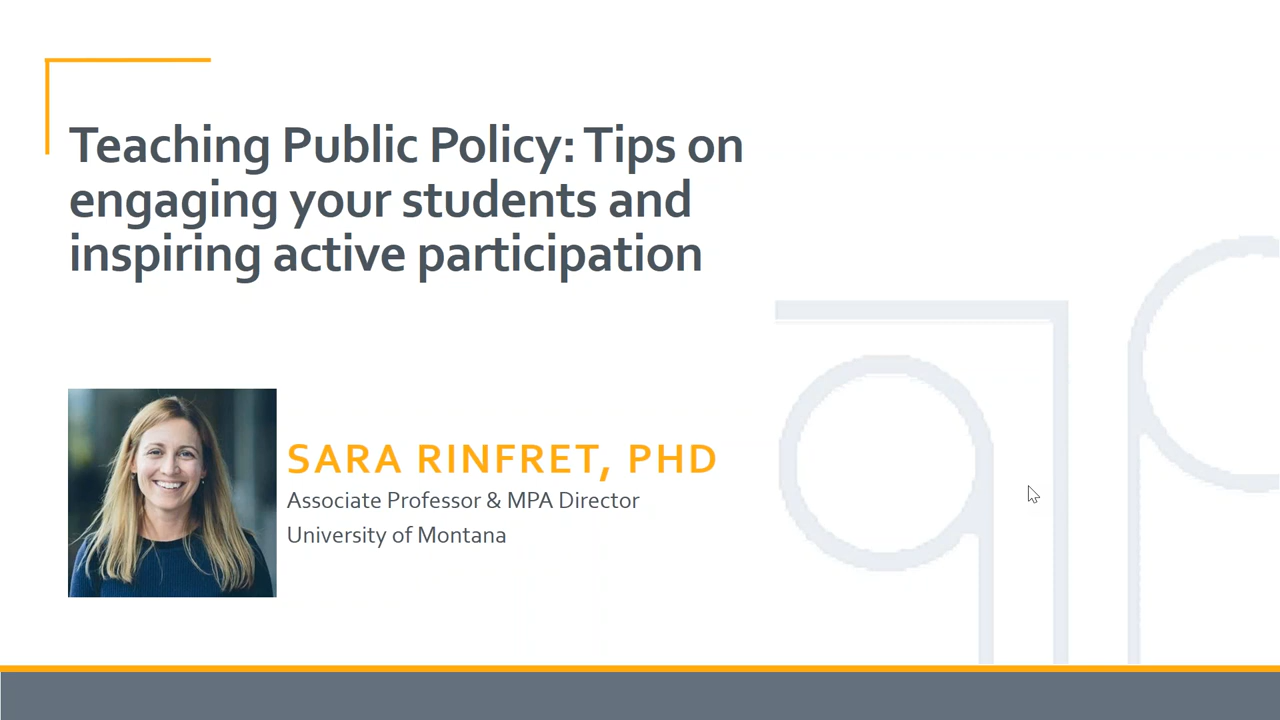 Teaching Public Policy: Tips on
engaging your students and
inspiring active participation
SARA RINFRET, PHD
Associate Professor & MPA Director
University of Montana